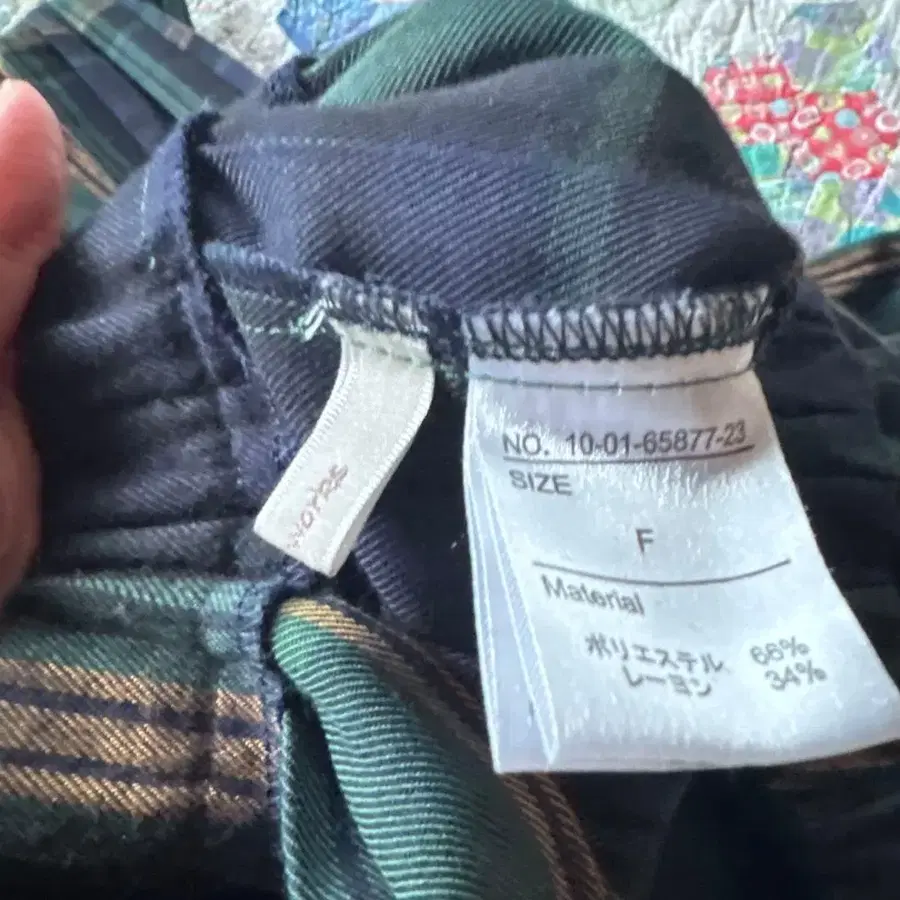 NO. 10-01-65877-23
SIZE
F
Material
ポリエステル 66%
レーヨン 34%